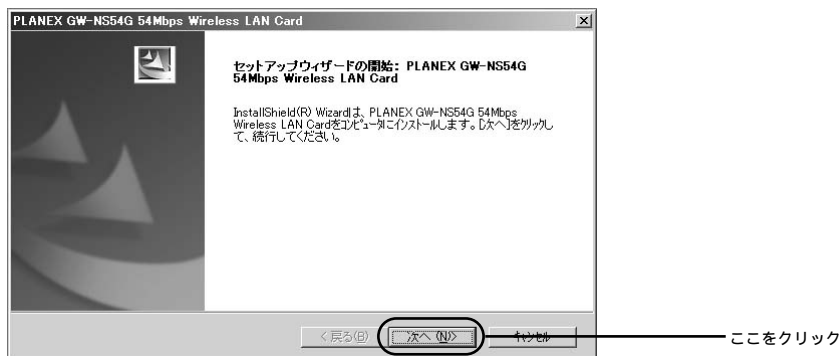 PLANEX GW-NS54G 54Mbps Wireless LAN Card
セットアップウィザードの開始: PLANEX GW-NS54G
54Mbps Wireless LAN Card
InstallShield(R) Wizardは、PLANEX GW-NS54G 54Mbps
Wireless LAN Cardをコンピュータにインストールします。[次へ]をクリックし
て、続行してください。
< 戻る(B)
次へ(N)>
キャンセル
ここをクリック